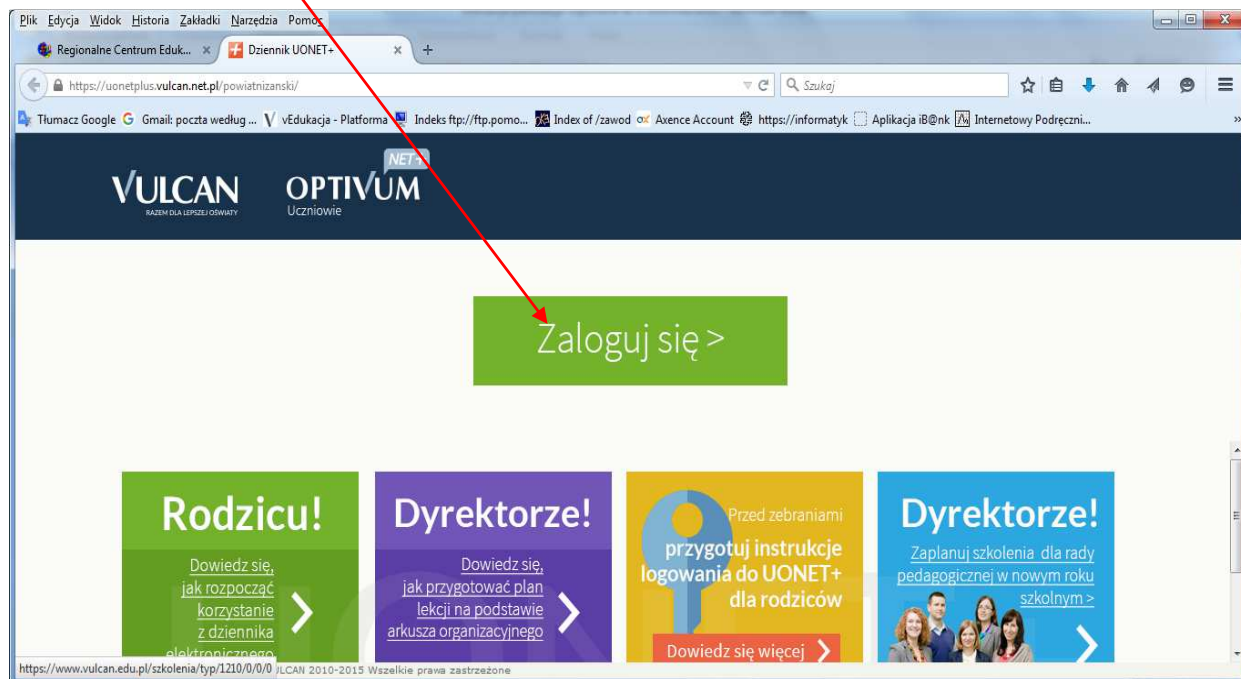 Plik Edycja Widok Historia Zakładki Narzędzia Pomoc
Regionalne Centrum Eduk... × Dziennik UONET+ × +
https://uonetplus.vulcan.net.pl/powiatnizanski/ Szukaj
Tłumacz Google Gmail: poczta według ... vEdukacja - Platforma Indeks ftp://ftp.pomo... Index of /zawod Axence Account https://informatyk Aplikacja iB@nk Internetowy Podręczni... »
VULCAN
RAZEM DLA LEPSZEJ OŚWIATY
OPTIVUM NET+
Uczniowie
Zaloguj się >
Rodzicu!
Dowiedz się,
jak rozpocząć
korzystanie
z dziennika
elektronicznego
Dyrektorze!
Dowiedz się,
jak przygotować plan
lekcji na podstawie
arkusza organizacyjnego
Przed zebraniami
przygotuj instrukcje
logowania do UONET+
dla rodziców
Dowiedz się więcej
Dyrektorze!
Zaplanuj szkolenia dla rady
pedagogicznej w nowym roku
szkolnym >
https://www.vulcan.edu.pl/szkolenia/typ/1210/0/0/0 ULCAN 2010-2015 Wszelkie prawa zastrzeżone